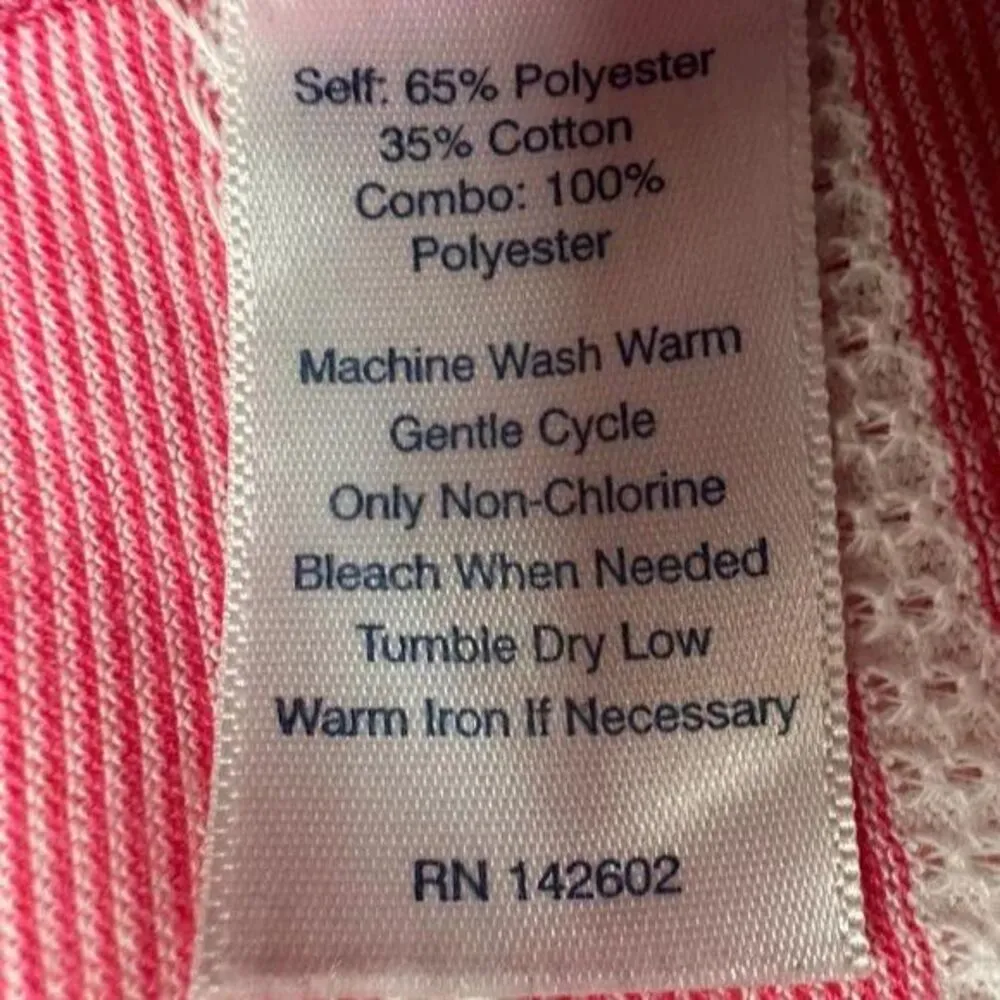 Self: 65% Polyester
35% Cotton
Combo: 100%
Polyester
Machine Wash Warm
Gentle Cycle
Only Non-Chlorine
Bleach When Needed
Tumble Dry Low
Warm Iron If Necessary
RN 142602